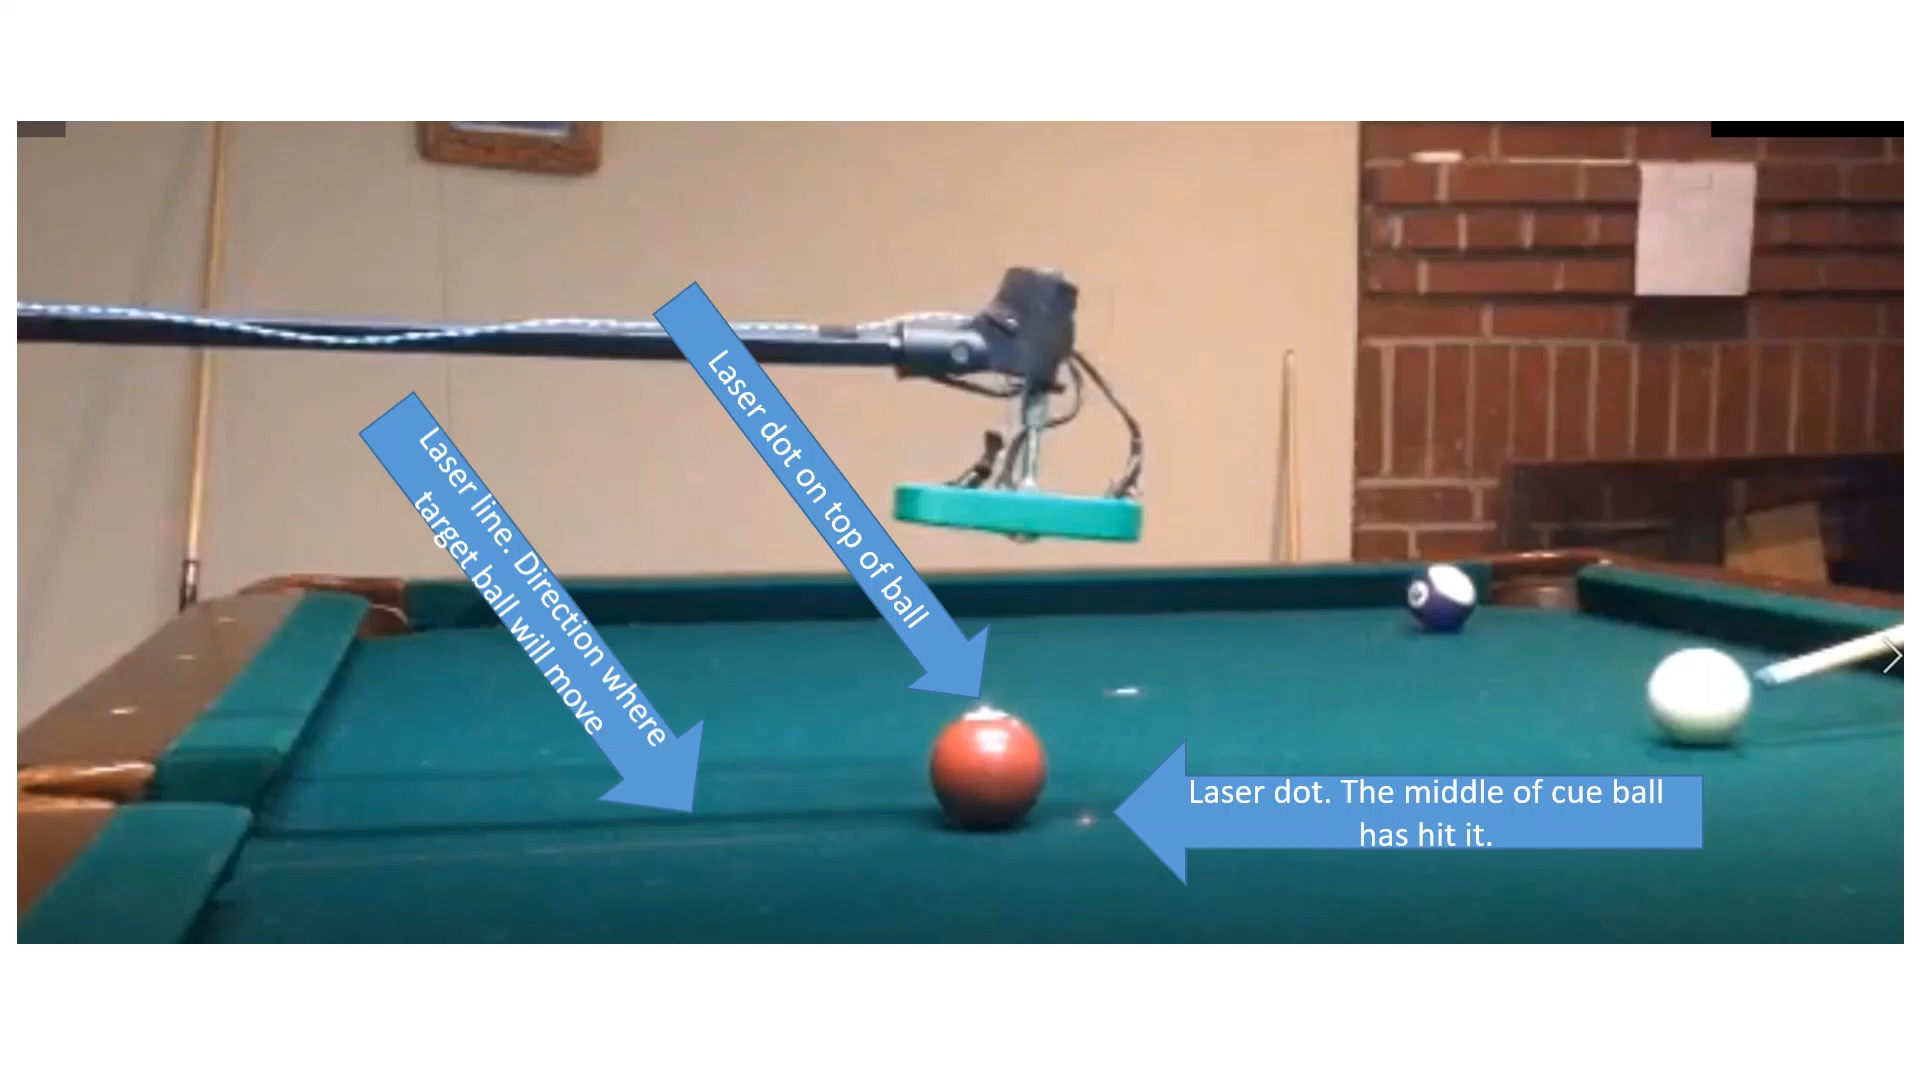 Laser dot on top of ball
Laser line. Direction where
target ball will move
Laser dot. The middle of cue ball
has hit it.